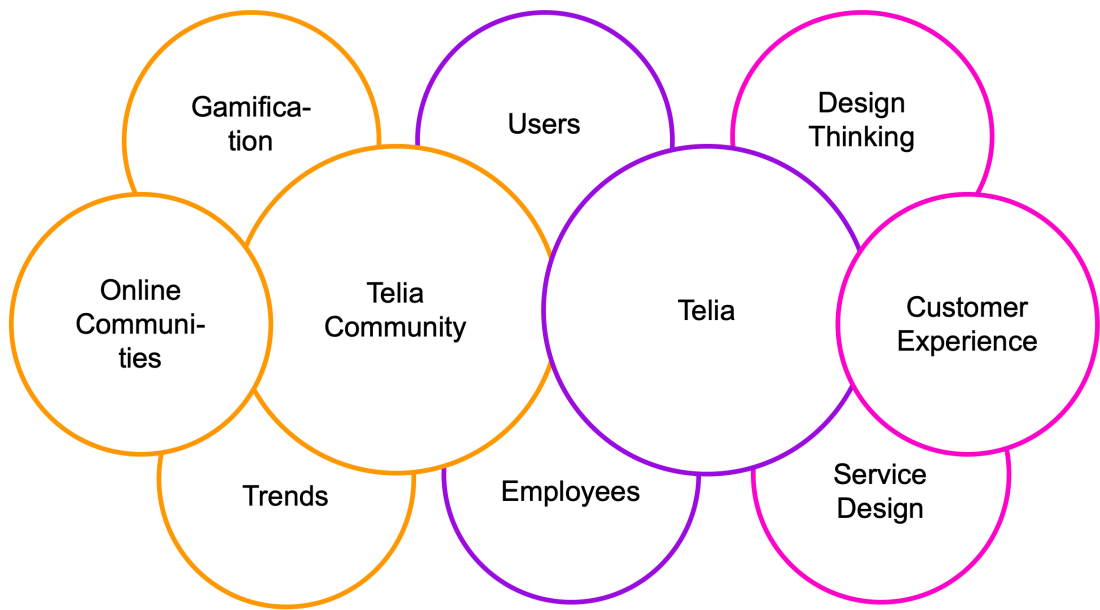 Gamifica-
tion
Users
Design
Thinking
Online
Communi-
ties
Telia
Community
Telia
Customer
Experience
Trends
Employees
Service
Design